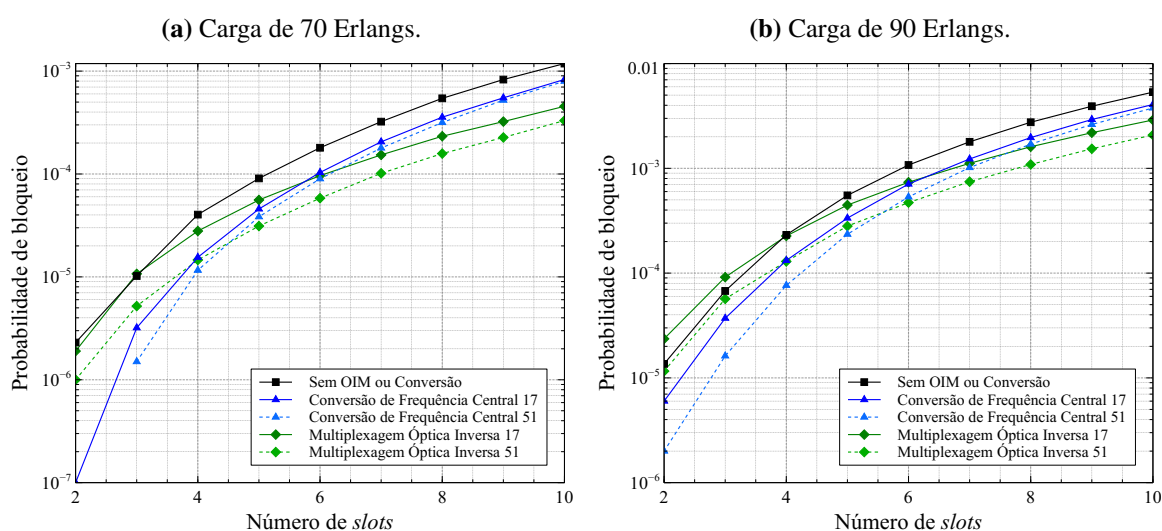 (a) Carga de 70 Erlangs.
10⁻³
10⁻⁴
10⁻⁵
10⁻⁶
10⁻⁷
Probabilidade de bloqueio
2 4 6 8 10
Número de slots
Sem OIM ou Conversão
Conversão de Frequência Central 17
Conversão de Frequência Central 51
Multiplexagem Óptica Inversa 17
Multiplexagem Óptica Inversa 51
(b) Carga de 90 Erlangs.
0.01
10⁻³
10⁻⁴
10⁻⁵
10⁻⁶
Probabilidade de bloqueio
2 4 6 8 10
Número de slots
Sem OIM ou Conversão
Conversão de Frequência Central 17
Conversão de Frequência Central 51
Multiplexagem Óptica Inversa 17
Multiplexagem Óptica Inversa 51